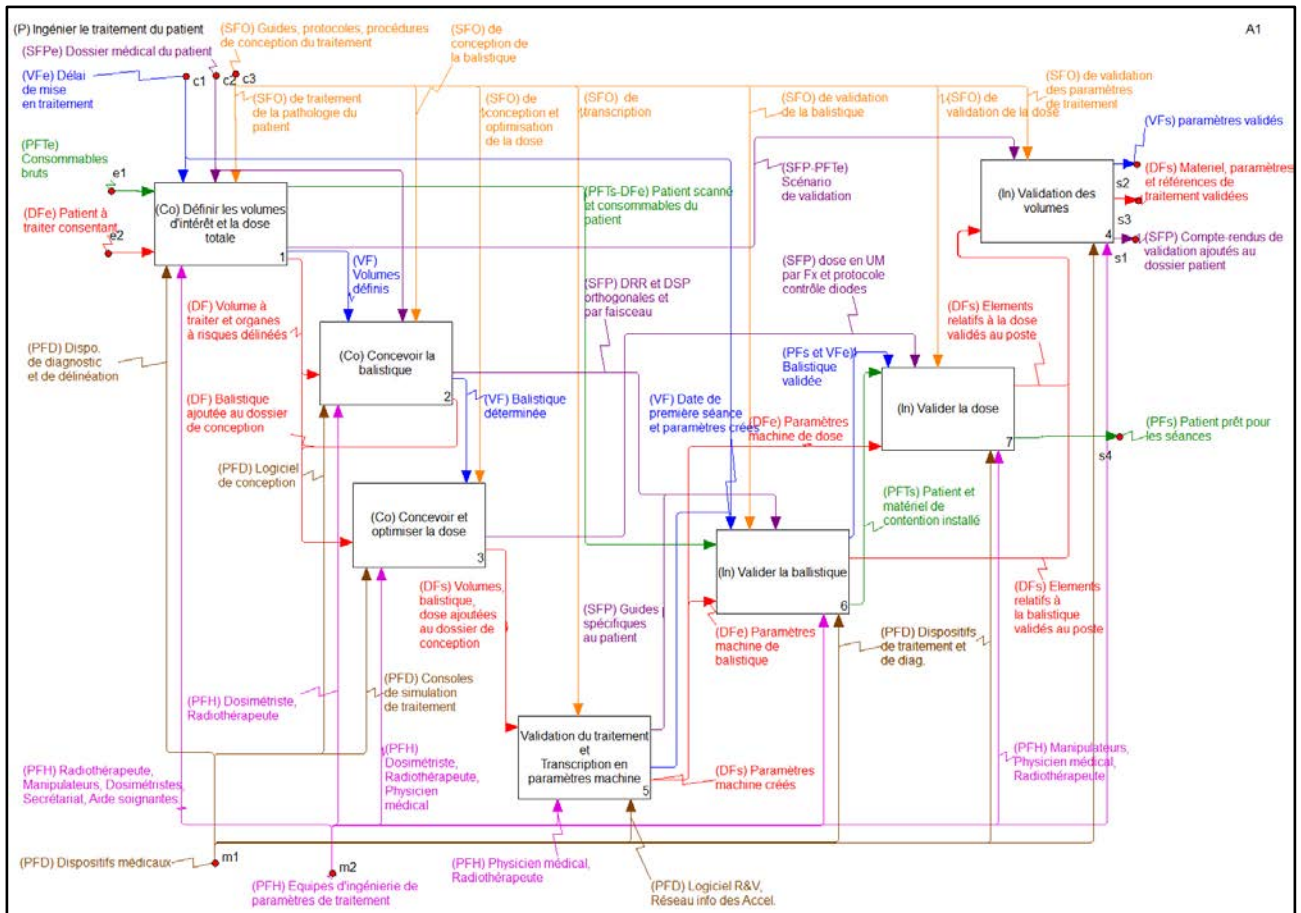 (P) Ingénier le traitement du patient
A1
(SFO) Guides, protocoles, procédures
de conception du traitement
(SFPe) Dossier médical du patient
c1
c2
c3
(VFe) Délai
de mise
en traitement
(SFO) de
conception de
la balistique
(SFO) de traitement
de la pathologie du
patient
(SFO) de
conception et
optimisation
de la dose
(SFO) de
transcription
(SFO) de validation
de la balistique
(SFO) de
validation de la dose
(SFO) de validation
des paramètres
de traitement
(VFs) paramètres validés
(PFTe)
Consommables
bruts
e1
(DFe) Patient à
traiter consentant
e2
(Co) Définir les volumes
d'intérêt et la dose
totale
1
(PFTs-DFe) Patient scanné
et consommables du
patient
(SFP-PFTe)
Scénario
de validation
(In) Validation des
volumes
4
s2
(DFs) Materiel, paramètres
et références de
traitement validées
s3
s1
(SFP) Compte-rendus de
validation ajoutés au
dossier patient
(VF)
Volumes
définis
(SFP) DRR et DSP
orthogonales et
par faisceau
(SFP) dose en UM
par Fx et protocole
contrôle diodes
(DF) Volume à
traiter et organes
à risques délinéés
(DFs) Elements
relatifs à la dose
validés au poste
(PFD) Dispo.
de diagnostic
et de délinéation
(Co) Concevoir la
balistique
2
(PFs et VFe)
Balistique
validée
(In) Valider la dose
7
(DF) Balistique
ajoutée au dossier
de conception
(VF) Balistique
déterminée
(VF) Date de
première séance
et paramètres créées
(DFe) Paramètres
machine de dose
(PFs) Patient prêt pour
les séances
s4
(PFD) Logiciel
de conception
(Co) Concevoir et
optimiser la dose
3
(PFTs) Patient et
matériel de
contention installé
(In) Valider la ballistique
6
(DFs) Volumes,
balistique,
dose ajoutées
au dossier de
conception
(SFP) Guides
spécifiques
au patient
(DFe) Paramètres
machine de
balistique
(DFs) Elements
relatifs à
la balistique
validés au poste
(PFD) Dispositifs
de traitement et
de diag.
(PFD) Consoles
de simulation
de traitement
(PFH) Dosimétriste,
Radiothérapeute
Validation du traitement
et
Transcription en
paramètres machine
5
(PFH) Radiothérapeute,
Manipulateurs, Dosimétristes,
Secrétariat, Aide soignantes
(PFH)
Dosimétriste,
Radiothérapeute,
Physicien
médical
(DFs) Paramètres
machine créés
(PFH) Manipulateurs,
Physicien médical,
Radiothérapeute
(PFD) Dispositifs médicaux
m1
m2
(PFH) Equipes d'ingénierie de
paramètres de traitement
(PFH) Physicien médical,
Radiothérapeute
(PFD) Logiciel R&V,
Réseau info des Accel.